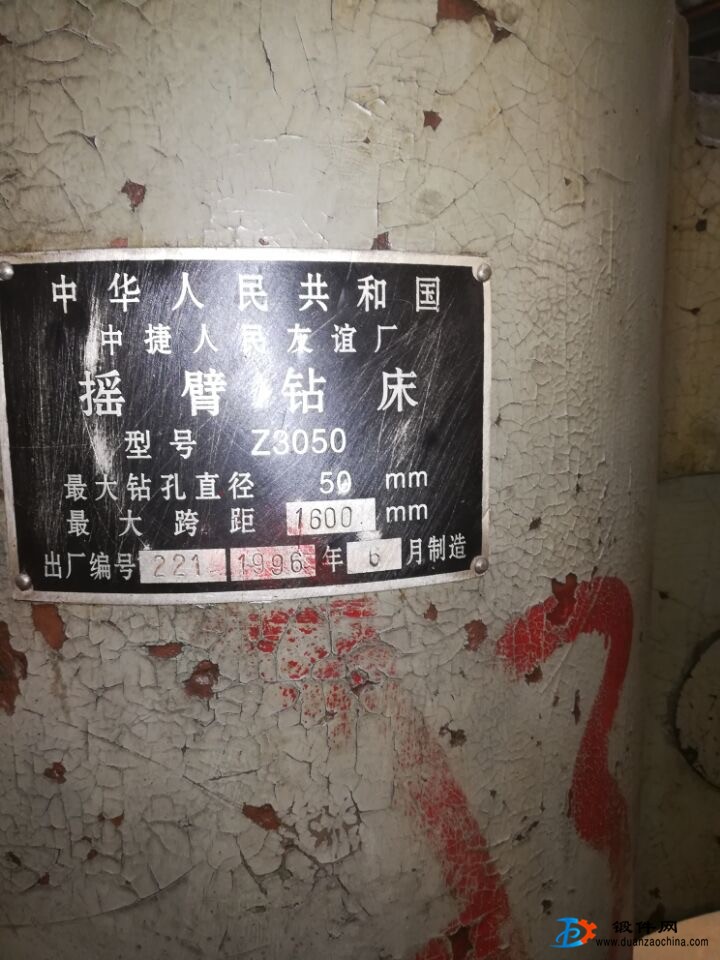 中华人民共和国
中捷人民友谊厂
摇臂钻床
型号 Z3050
最大钻孔直径 50 mm
最大跨距 1600 mm
出厂编号 221 1996 年 6 月制造
锻件网
www.duanzaochina.com